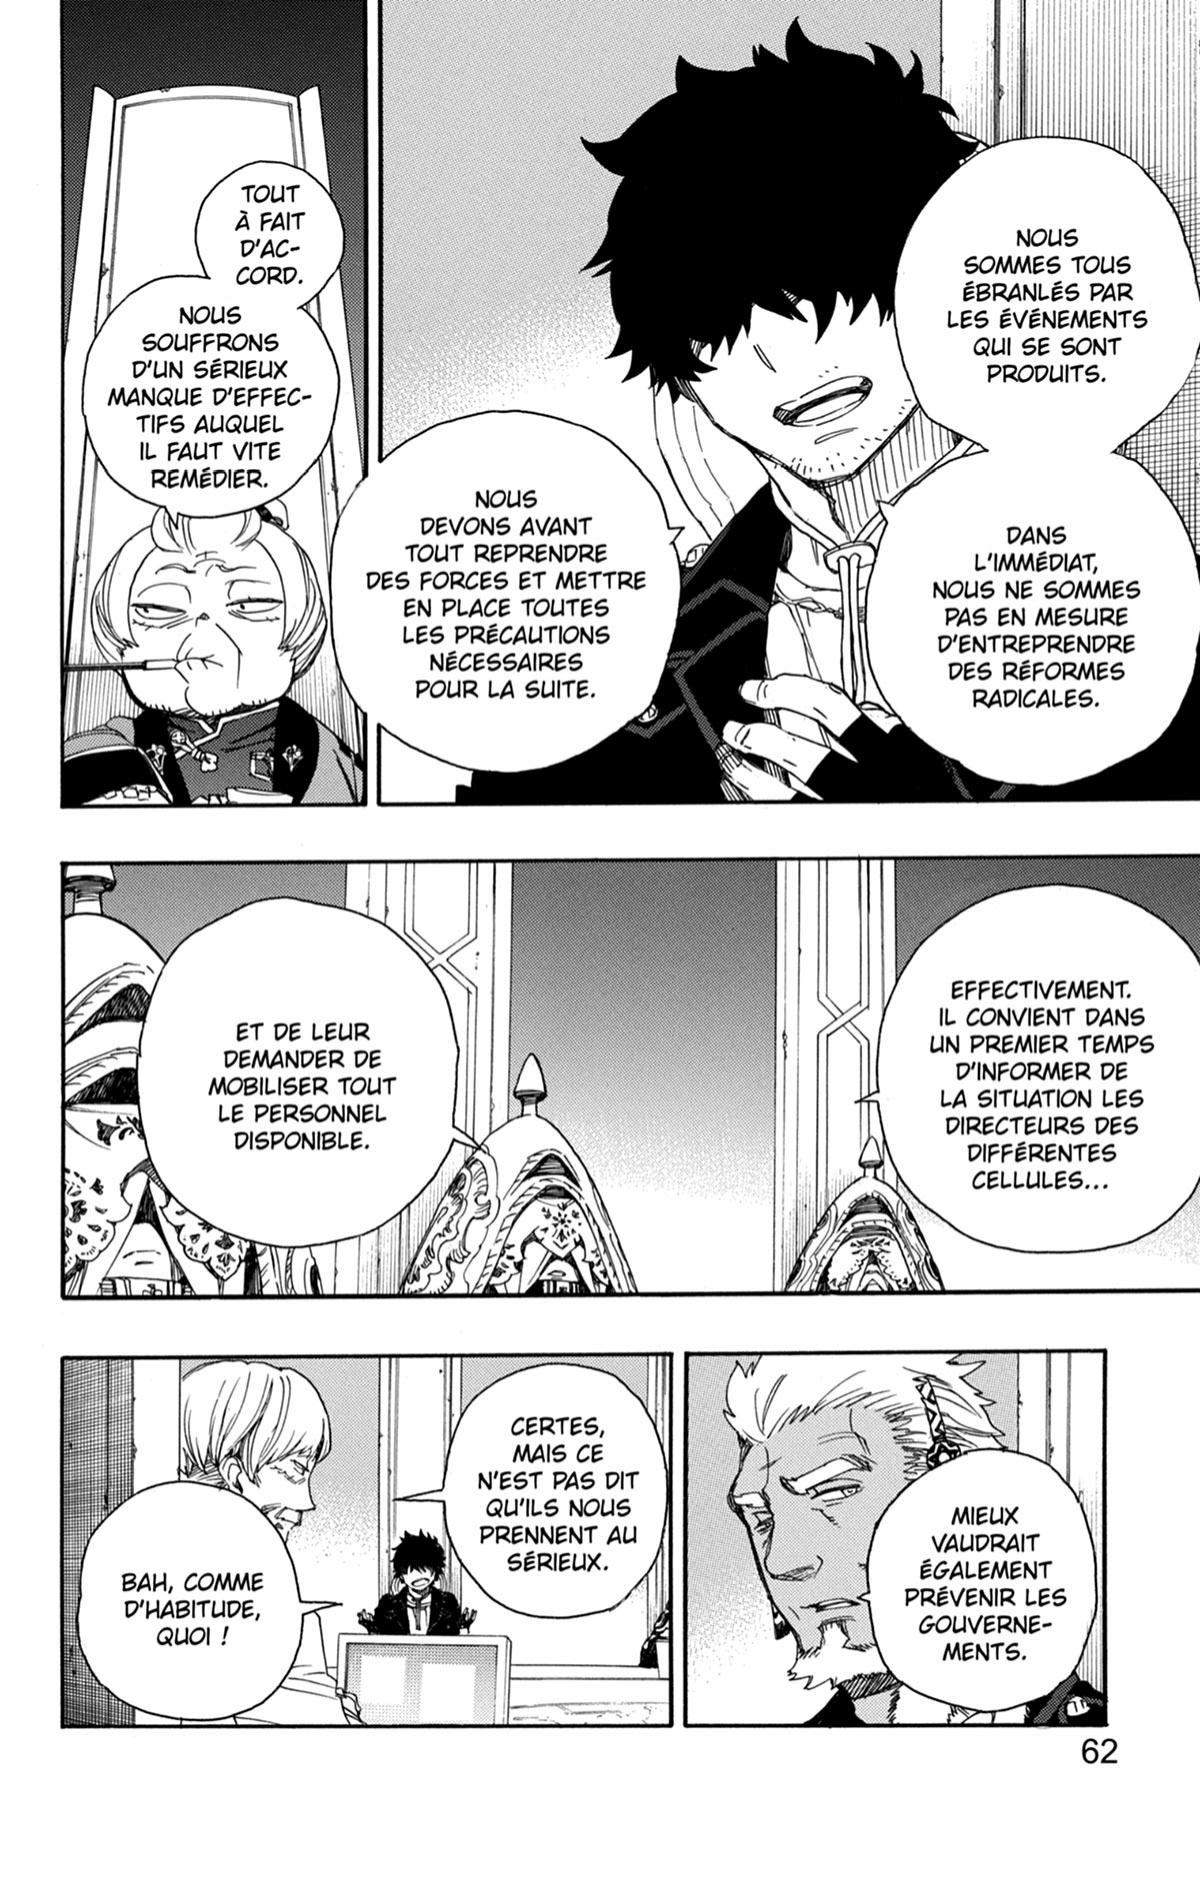 NOUS
SOMMES TOUS
ÉBRANLÉS PAR
LES ÉVÉNEMENTS
QUI SE SONT
PRODUITS.
DANS
L'IMMÉDIAT,
NOUS NE SOMMES
PAS EN MESURE
D'ENTREPRENDRE
DES RÉFORMES
RADICALES.
NOUS
DEVONS AVANT
TOUT REPRENDRE
DES FORCES ET METTRE
EN PLACE TOUTES
LES PRÉCAUTIONS
NÉCESSAIRES
POUR LA SUITE.
TOUT
À FAIT
D'AC-
CORD.
NOUS
SOUFFRONS
D'UN SÉRIEUX
MANQUE D'EFFEC-
TIFS AUQUEL
IL FAUT VITE
REMÉDIER.
EFFECTIVEMENT.
IL CONVIENT DANS
UN PREMIER TEMPS
D'INFORMER DE
LA SITUATION LES
DIRECTEURS DES
DIFFÉRENTES
CELLULES...
ET DE LEUR
DEMANDER DE
MOBILISER TOUT
LE PERSONNEL
DISPONIBLE.
MIEUX
VAUDRAIT
ÉGALEMENT
PRÉVENIR LES
GOUVERNE-
MENTS.
CERTES,
MAIS CE
N'EST PAS DIT
QU'ILS NOUS
PRENNENT AU
SÉRIEUX.
BAH, COMME
D'HABITUDE,
QUOI !
62